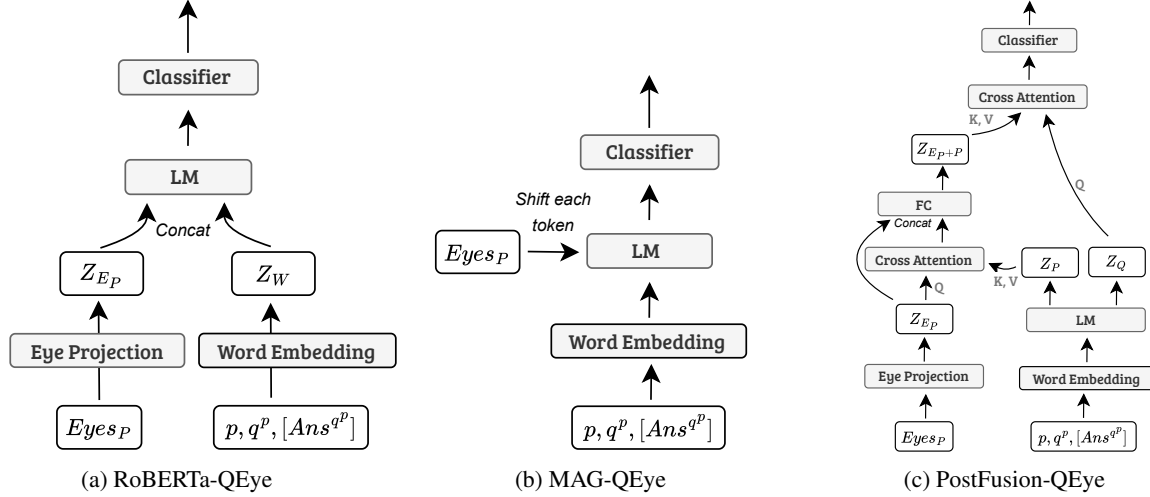 Classifier
LM
Concat
Z_{E_P}
Z_W
Eye Projection
Word Embedding
Eyes_P
p, q^p, [Ans^{q^p}]
(a) RoBERTa-QEye
Classifier
Shift each
token
Eyes_P
LM
Word Embedding
p, q^p, [Ans^{q^p}]
(b) MAG-QEye
Classifier
Cross Attention
K, V
Z_{E_P+P}
Q
FC
Concat
Cross Attention
Z_P
Z_Q
Q
K, V
Z_{E_P}
LM
Eye Projection
Word Embedding
Eyes_P
p, q^p, [Ans^{q^p}]
(c) PostFusion-QEye